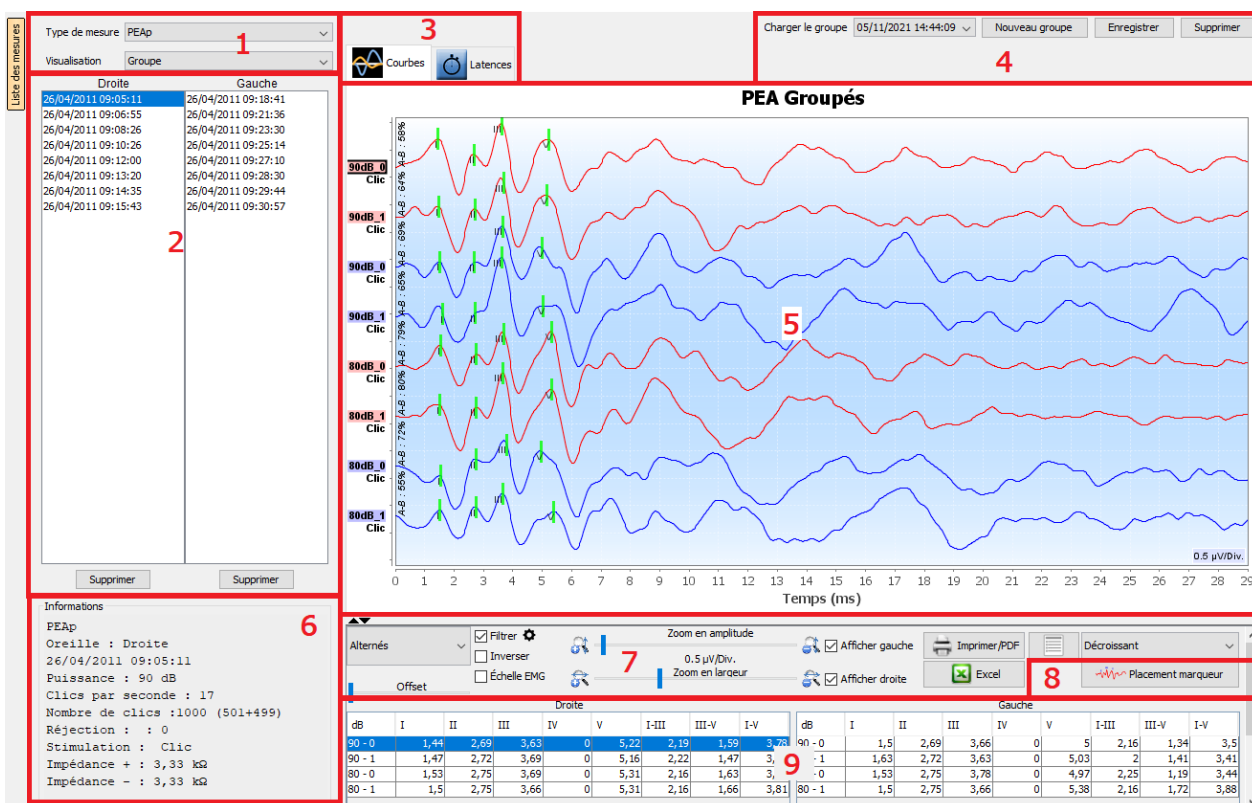 Liste des mesures
Type de mesure PEAp
1
Visualisation Groupe
3
Courbes Latences
Charger le groupe 05/11/2021 14:44:09 Nouveau groupe Enregistrer Supprimer
4
Droite Gauche
26/04/2011 09:05:11 26/04/2011 09:18:41
26/04/2011 09:06:55 26/04/2011 09:21:36
26/04/2011 09:08:26 26/04/2011 09:23:30
26/04/2011 09:10:26 26/04/2011 09:25:14
26/04/2011 09:12:00 26/04/2011 09:27:10
26/04/2011 09:13:20 26/04/2011 09:28:30
26/04/2011 09:14:35 26/04/2011 09:29:44
26/04/2011 09:15:43 26/04/2011 09:30:57
2
Supprimer Supprimer
PEA Groupés
90dB_0
Clic
A-B : 58%
90dB_1
Clic
A-B : 64%
90dB_0
Clic
A-B : 69%
90dB_1
Clic
A-B : 65%
80dB_0
Clic
A-B : 79%
80dB_1
Clic
A-B : 80%
80dB_0
Clic
A-B : 72%
80dB_1
Clic
A-B : 55%
5
0.5 µV/Div.
0 1 2 3 4 5 6 7 8 9 10 11 12 13 14 15 16 17 18 19 20 21 22 23 24 25 26 27 28 29
Temps (ms)
Informations
6
PEAp
Oreille : Droite
26/04/2011 09:05:11
Puissance : 90 dB
Clics par seconde : 17
Nombre de clics :1000 (501+499)
Réjection : : 0
Stimulation : Clic
Impédance + : 3,33 kΩ
Impédance - : 3,33 kΩ
Alternés
Offset
Filtrer
Inverser
Échelle EMG
7
Zoom en amplitude
0.5 µV/Div.
Zoom en largeur
Afficher gauche
Afficher droite
Imprimer/PDF
Excel
Décroissant
8
Placement marqueur
Droite
dB I II III IV V I-III III-V I-V
90 - 0 1,44 2,69 3,63 0 5,22 2,19 1,59 3,78
90 - 1 1,47 2,72 3,69 0 5,16 2,22 1,47
80 - 0 1,53 2,75 3,69 0 5,31 2,16 1,63
80 - 1 1,5 2,75 3,66 0 5,31 2,16 1,66 3,81
9
Gauche
dB I II III IV V I-III III-V I-V
90 - 0 1,5 2,69 3,66 0 5 2,16 1,34 3,5
- 1 1,63 2,72 3,63 0 5,03 2 1,41 3,41
- 0 1,53 2,75 3,78 0 4,97 2,25 1,19 3,44
80 - 1 1,5 2,75 3,66 0 5,38 2,16 1,72 3,88